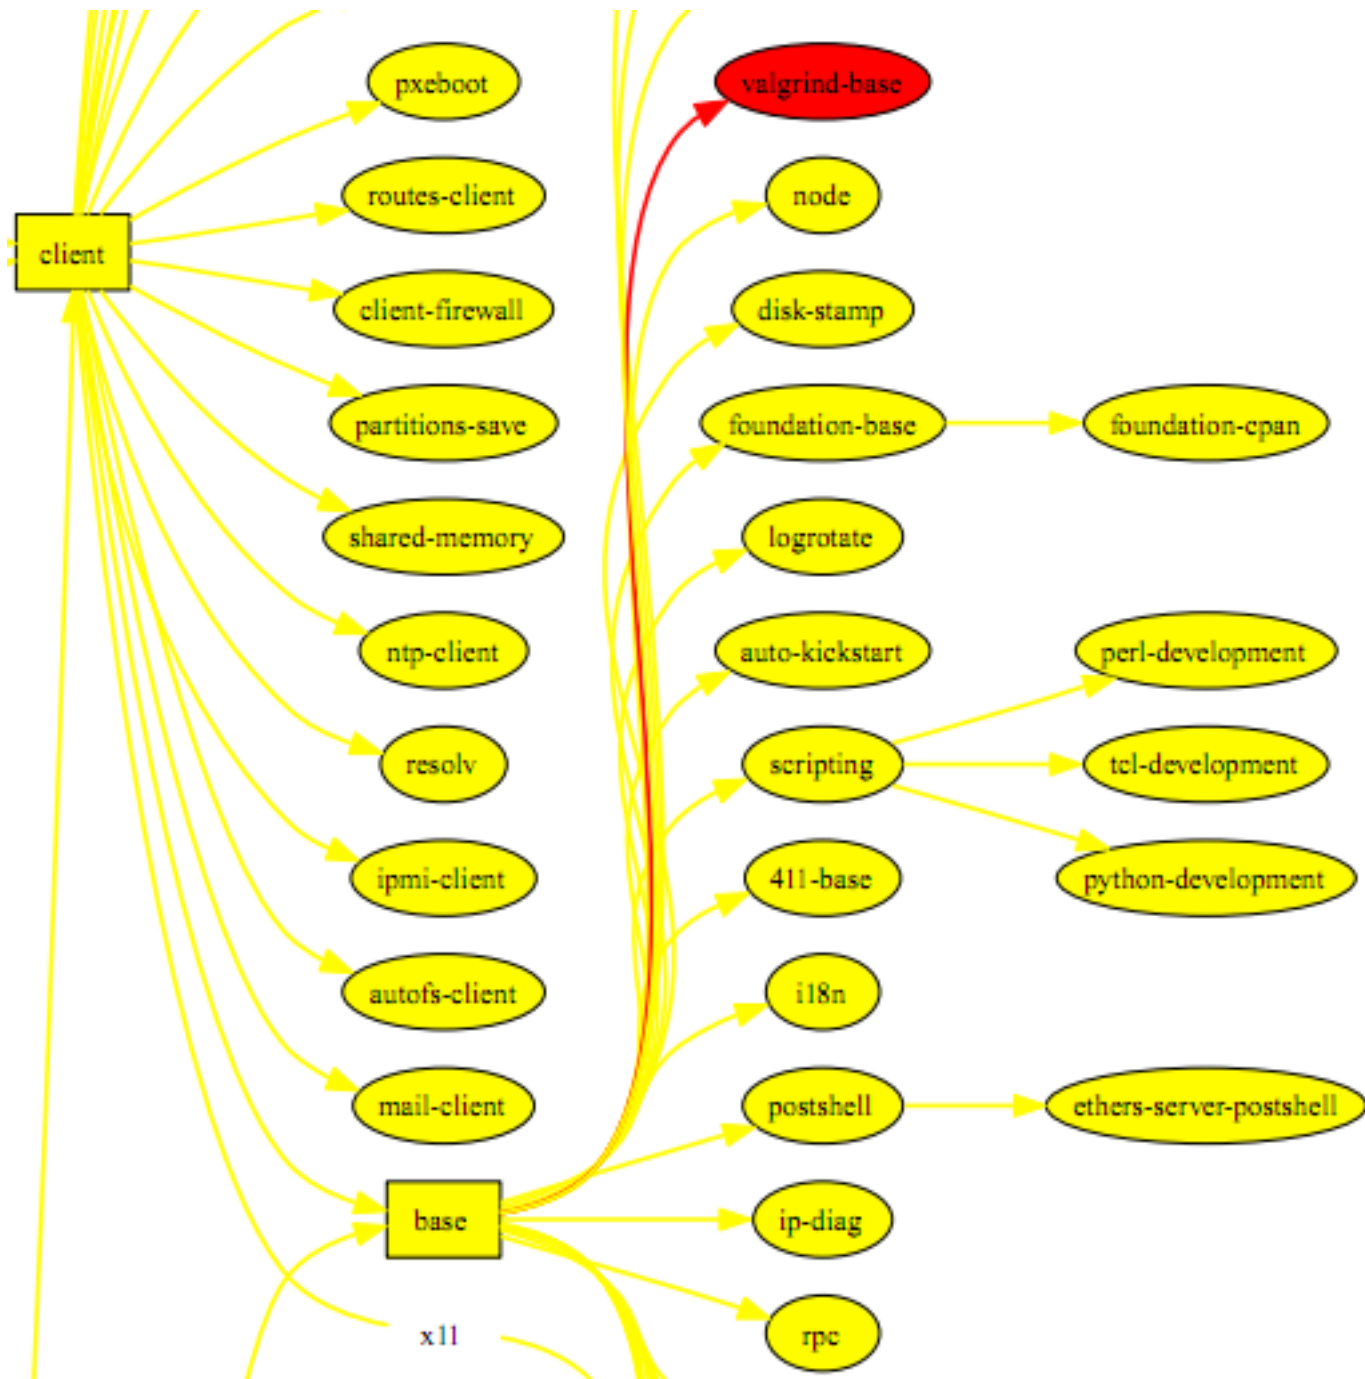 pxeboot
valgrind-base
routes-client
node
client
client-firewall
disk-stamp
partitions-save
foundation-base
foundation-cpan
shared-memory
logrotate
ntp-client
auto-kickstart
perl-development
resolv
scripting
tcl-development
ipmi-client
411-base
python-development
autofs-client
i18n
mail-client
postshell
ethers-server-postshell
base
ip-diag
x11
rpc